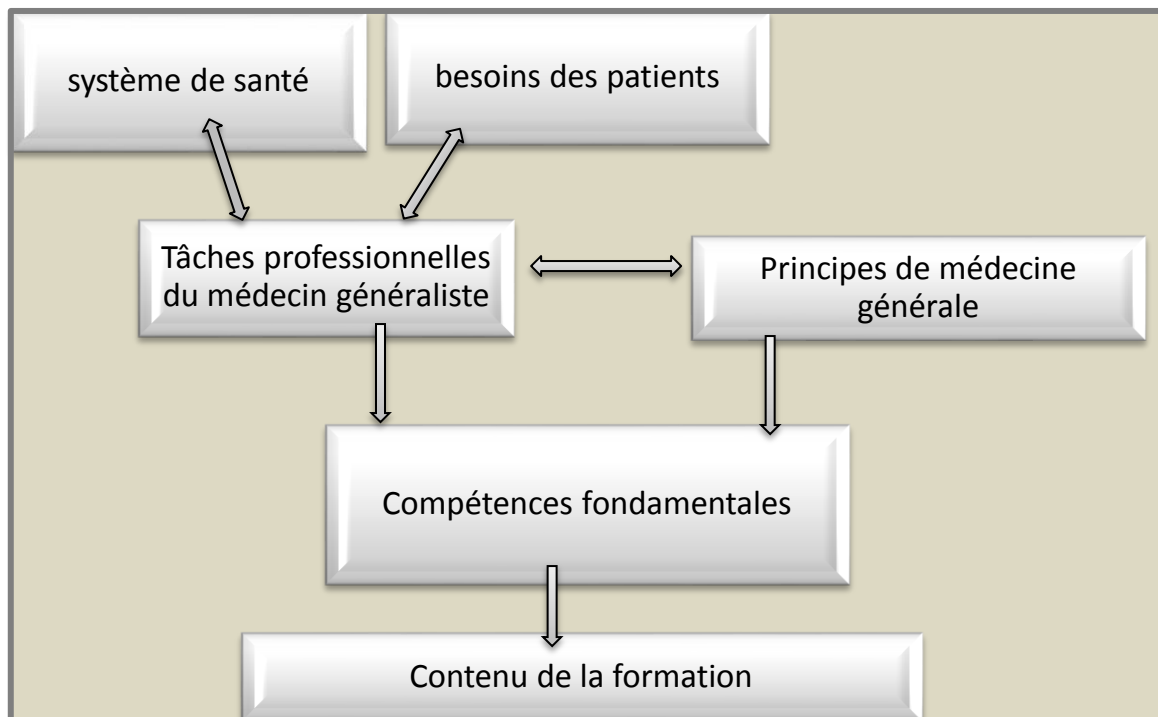 système de santé
besoins des patients
Tâches professionnelles
du médecin généraliste
Principes de médecine
générale
Compétences fondamentales
Contenu de la formation